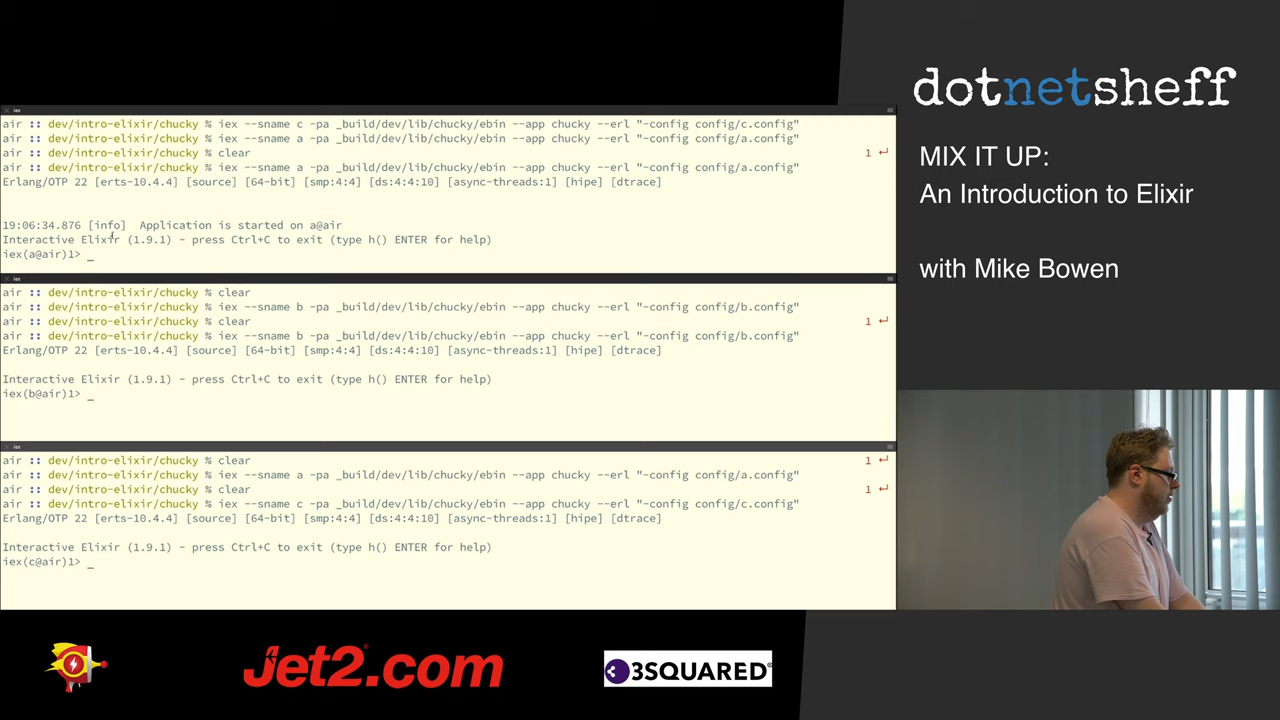 iex
air :: dev/intro-elixir/chucky % iex --sname c -pa _build/dev/lib/chucky/ebin --app chucky --erl "-config config/c.config"
air :: dev/intro-elixir/chucky % iex --sname a -pa _build/dev/lib/chucky/ebin --app chucky --erl "-config config/a.config"
air :: dev/intro-elixir/chucky % clear 1 ↵
air :: dev/intro-elixir/chucky % iex --sname a -pa _build/dev/lib/chucky/ebin --app chucky --erl "-config config/a.config"
Erlang/OTP 22 [erts-10.4.4] [source] [64-bit] [smp:4:4] [ds:4:4:10] [async-threads:1] [hipe] [dtrace]
19:06:34.876 [info]  Application is started on a@air
Interactive Elixir (1.9.1) - press Ctrl+C to exit (type h() ENTER for help)
iex(a@air)1> _
iex
air :: dev/intro-elixir/chucky % clear
air :: dev/intro-elixir/chucky % iex --sname b -pa _build/dev/lib/chucky/ebin --app chucky --erl "-config config/b.config"
air :: dev/intro-elixir/chucky % clear 1 ↵
air :: dev/intro-elixir/chucky % iex --sname b -pa _build/dev/lib/chucky/ebin --app chucky --erl "-config config/b.config"
Erlang/OTP 22 [erts-10.4.4] [source] [64-bit] [smp:4:4] [ds:4:4:10] [async-threads:1] [hipe] [dtrace]
Interactive Elixir (1.9.1) - press Ctrl+C to exit (type h() ENTER for help)
iex(b@air)1> _
iex
air :: dev/intro-elixir/chucky % clear 1 ↵
air :: dev/intro-elixir/chucky % iex --sname a -pa _build/dev/lib/chucky/ebin --app chucky --erl "-config config/a.config"
air :: dev/intro-elixir/chucky % clear 1 ↵
air :: dev/intro-elixir/chucky % iex --sname c -pa _build/dev/lib/chucky/ebin --app chucky --erl "-config config/c.config"
Erlang/OTP 22 [erts-10.4.4] [source] [64-bit] [smp:4:4] [ds:4:4:10] [async-threads:1] [hipe] [dtrace]
Interactive Elixir (1.9.1) - press Ctrl+C to exit (type h() ENTER for help)
iex(c@air)1> _
dotnetsheff
MIX IT UP:
An Introduction to Elixir
with Mike Bowen
Jet2.com
3SQUARED